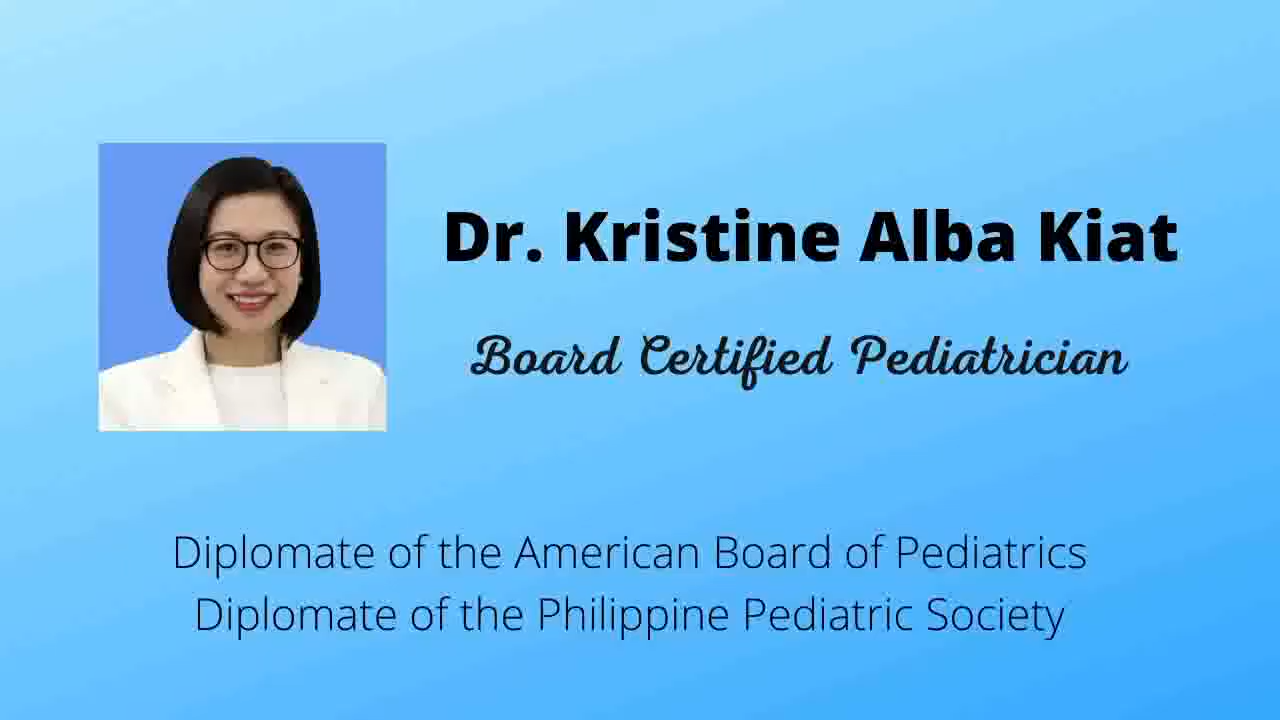 Dr. Kristine Alba Kiat
Board Certified Pediatrician
Diplomate of the American Board of Pediatrics
Diplomate of the Philippine Pediatric Society